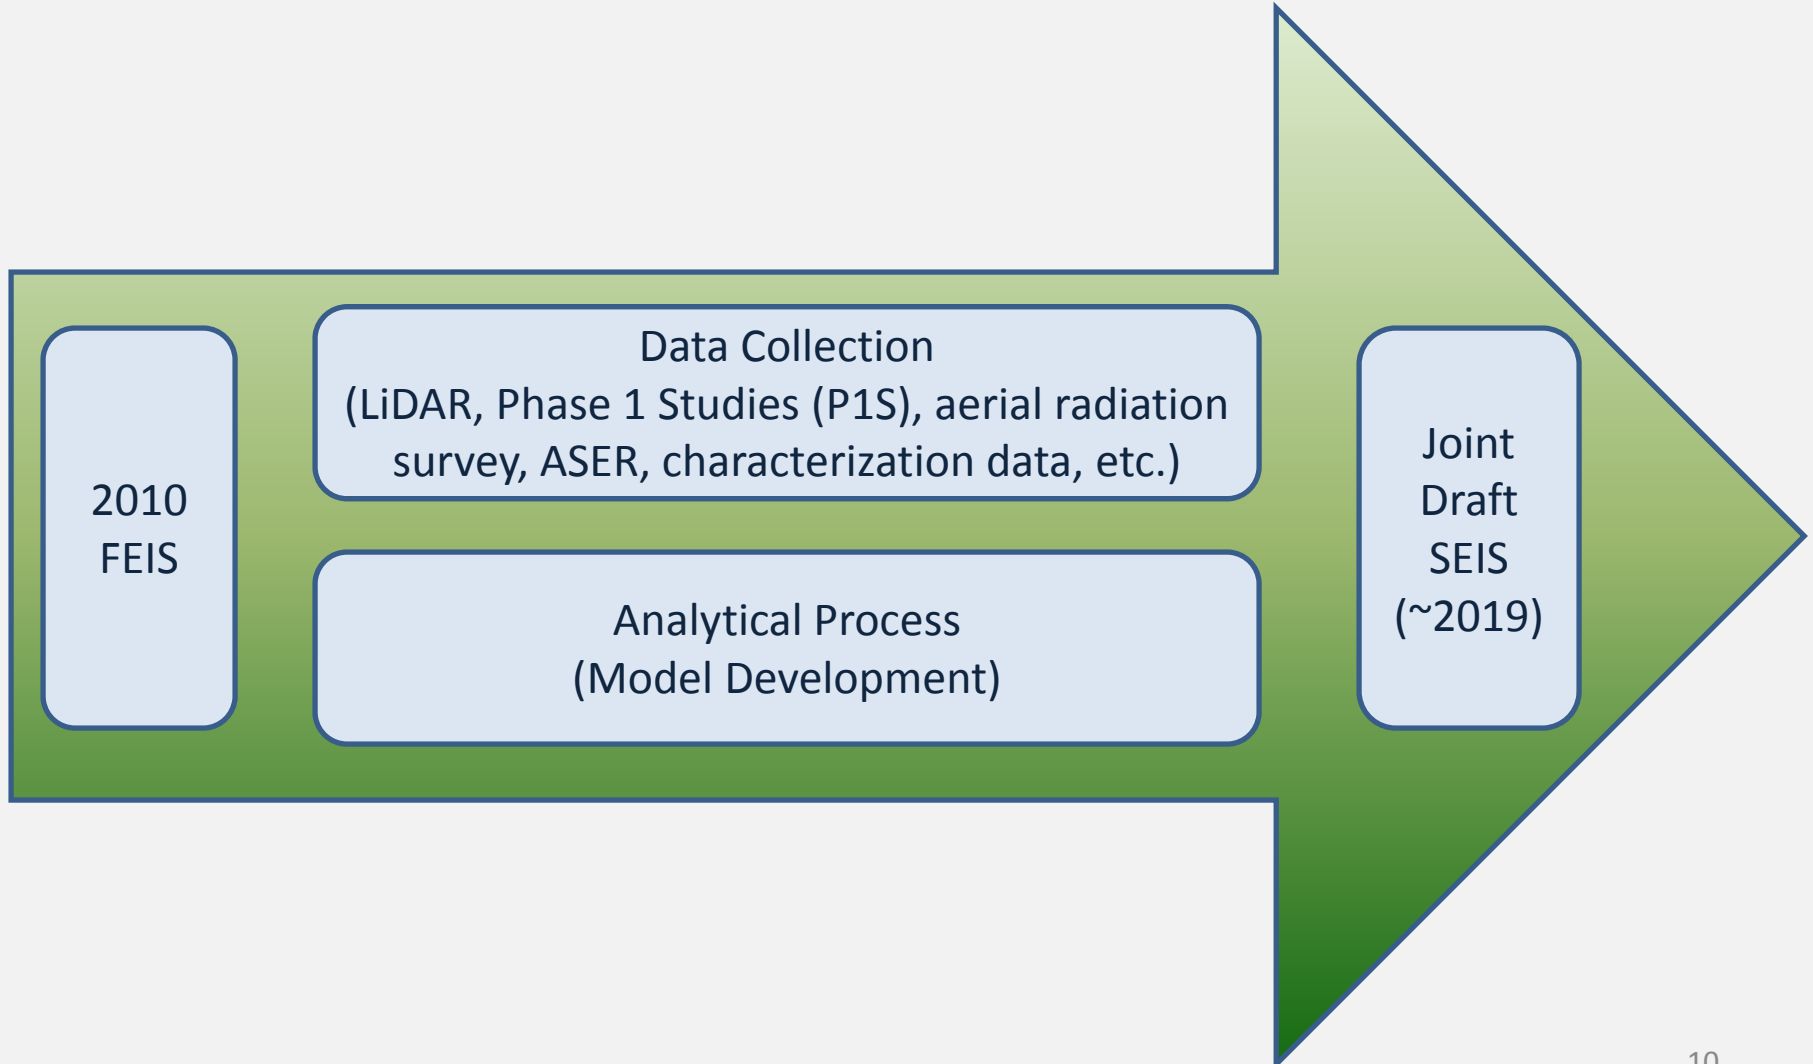 2010
FEIS
Data Collection
(LiDAR, Phase 1 Studies (P1S), aerial radiation
survey, ASER, characterization data, etc.)
Analytical Process
(Model Development)
Joint
Draft
SEIS
(~2019)
10